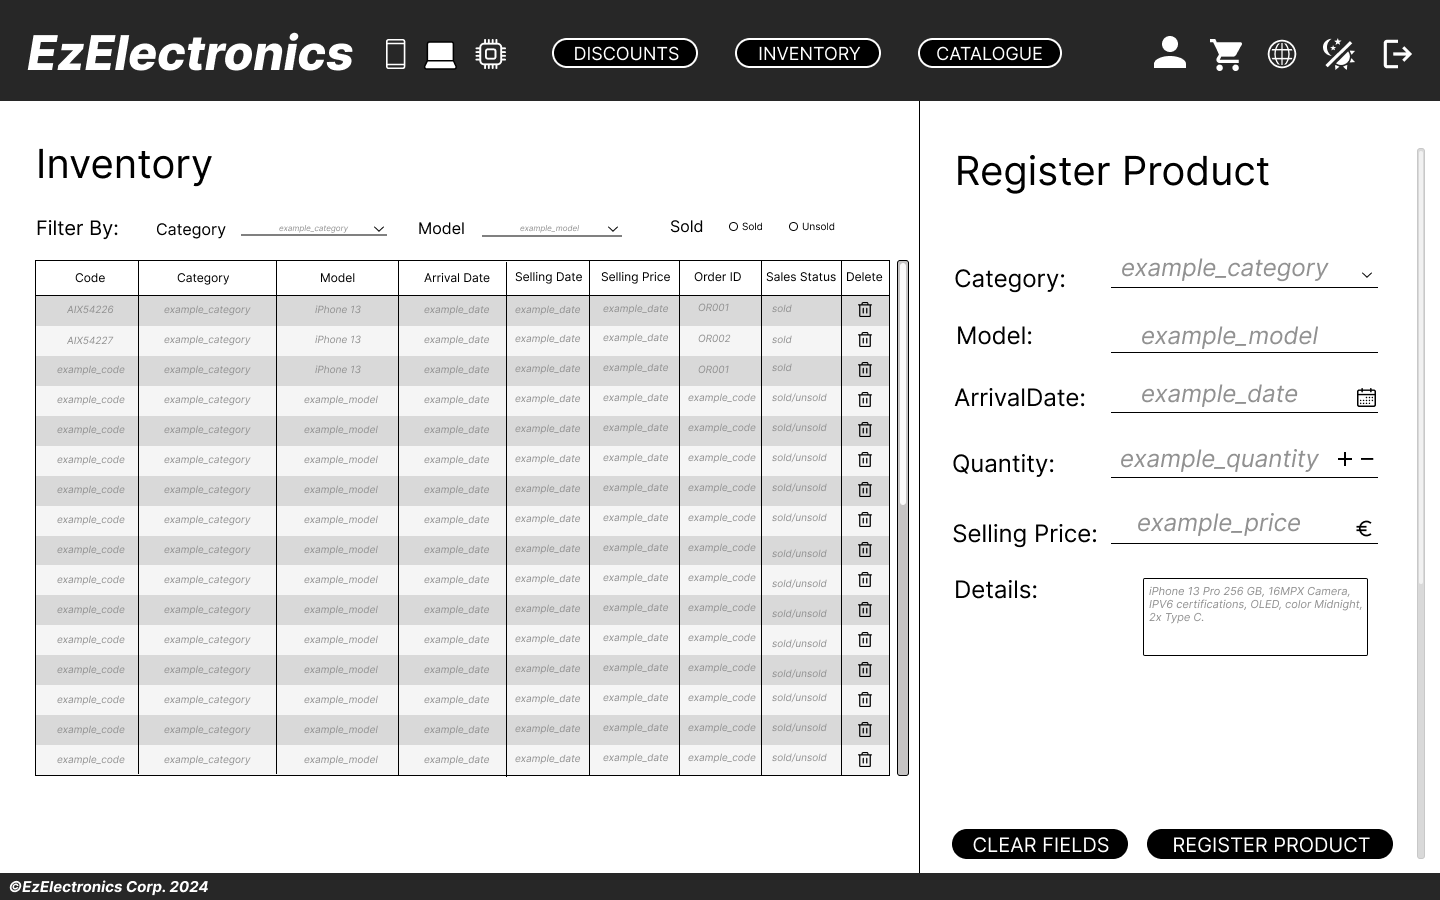 EzElectronics DISCOUNTS INVENTORY CATALOGUE
Inventory
Filter By: Category example_category Model example_model Sold Sold Unsold
Code Category Model Arrival Date Selling Date Selling Price Order ID Sales Status Delete
AIX54226 example_category iPhone 13 example_date example_date example_date OR001 sold
AIX54227 example_category iPhone 13 example_date example_date example_date OR002 sold
example_code example_category iPhone 13 example_date example_date example_date OR001 sold
example_code example_category example_model example_date example_date example_date example_code sold/unsold
example_code example_category example_model example_date example_date example_date example_code sold/unsold
example_code example_category example_model example_date example_date example_date example_code sold/unsold
example_code example_category example_model example_date example_date example_date example_code sold/unsold
example_code example_category example_model example_date example_date example_date example_code sold/unsold
example_code example_category example_model example_date example_date example_date example_code sold/unsold
example_code example_category example_model example_date example_date example_date example_code sold/unsold
example_code example_category example_model example_date example_date example_date example_code sold/unsold
example_code example_category example_model example_date example_date example_date example_code sold/unsold
example_code example_category example_model example_date example_date example_date example_code sold/unsold
example_code example_category example_model example_date example_date example_date example_code sold/unsold
example_code example_category example_model example_date example_date example_date example_code sold/unsold
example_code example_category example_model example_date example_date example_date example_code sold/unsold
Register Product
Category: example_category
Model: example_model
ArrivalDate: example_date
Quantity: example_quantity + −
Selling Price: example_price €
Details:
iPhone 13 Pro 256 GB, 16MPX Camera,
IPV6 certifications, OLED, color Midnight,
2x Type C.
CLEAR FIELDS REGISTER PRODUCT
©EzElectronics Corp. 2024